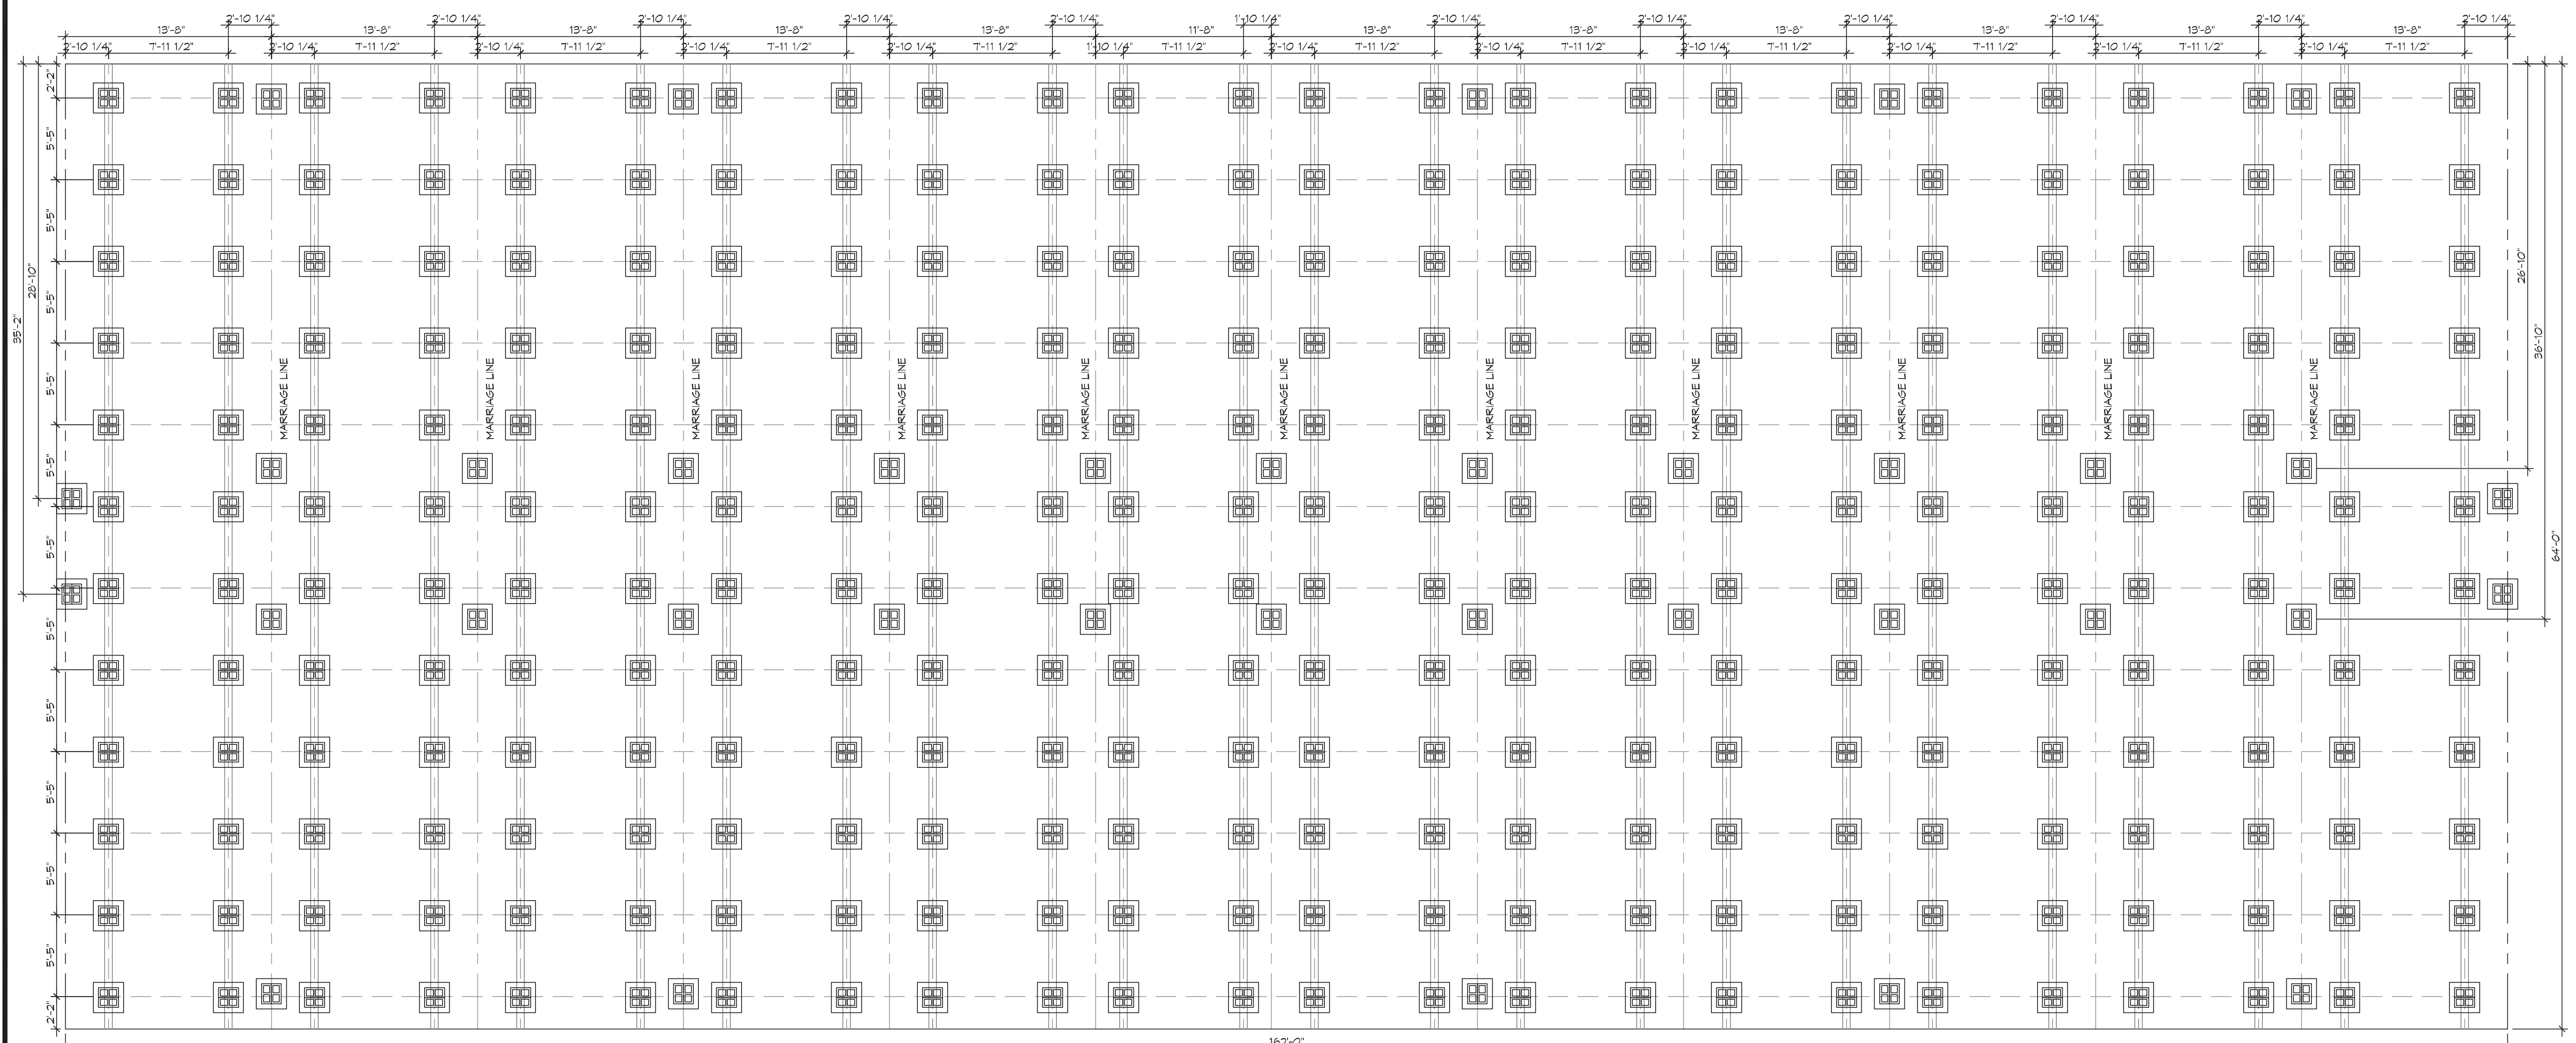 2'-10 1/4" 2'-10 1/4" 2'-10 1/4" 2'-10 1/4" 2'-10 1/4" 1'-10 1/4" 2'-10 1/4" 2'-10 1/4" 2'-10 1/4" 2'-10 1/4" 2'-10 1/4" 2'-10 1/4"
13'-8" 13'-8" 13'-8" 13'-8" 13'-8" 11'-8" 13'-8" 13'-8" 13'-8" 13'-8" 13'-8" 13'-8"
2'-10 1/4" 7'-11 1/2" 2'-10 1/4" 7'-11 1/2" 2'-10 1/4" 7'-11 1/2" 2'-10 1/4" 7'-11 1/2" 2'-10 1/4" 7'-11 1/2" 1'-10 1/4" 7'-11 1/2" 2'-10 1/4" 7'-11 1/2" 2'-10 1/4" 7'-11 1/2" 2'-10 1/4" 7'-11 1/2" 2'-10 1/4" 7'-11 1/2" 2'-10 1/4" 7'-11 1/2" 2'-10 1/4" 7'-11 1/2"
2'-2"
5'-5"
5'-5"
5'-5"
5'-5"
5'-5"
5'-5"
5'-5"
5'-5"
5'-5"
5'-5"
5'-5"
2'-2"
28'-10"
35'-2"
MARRIAGE LINE
MARRIAGE LINE
MARRIAGE LINE
MARRIAGE LINE
MARRIAGE LINE
MARRIAGE LINE
MARRIAGE LINE
MARRIAGE LINE
MARRIAGE LINE
MARRIAGE LINE
MARRIAGE LINE
26'-10"
36'-10"
64'-0"
162'-0"